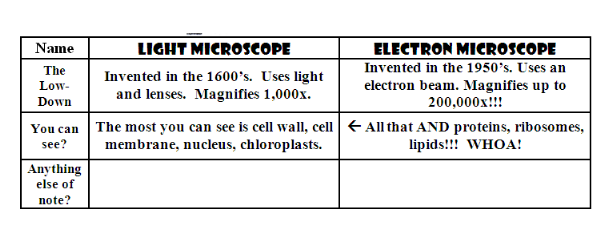 Name LIGHT MICROSCOPE ELECTRON MICROSCOPE
The Low-Down
Invented in the 1600's. Uses light
and lenses. Magnifies 1,000x.
Invented in the 1950's. Uses an
electron beam. Magnifies up to
200,000x!!!
You can
see?
The most you can see is cell wall, cell
membrane, nucleus, chloroplasts.
← All that AND proteins, ribosomes,
lipids!!! WHOA!
Anything
else of
note?